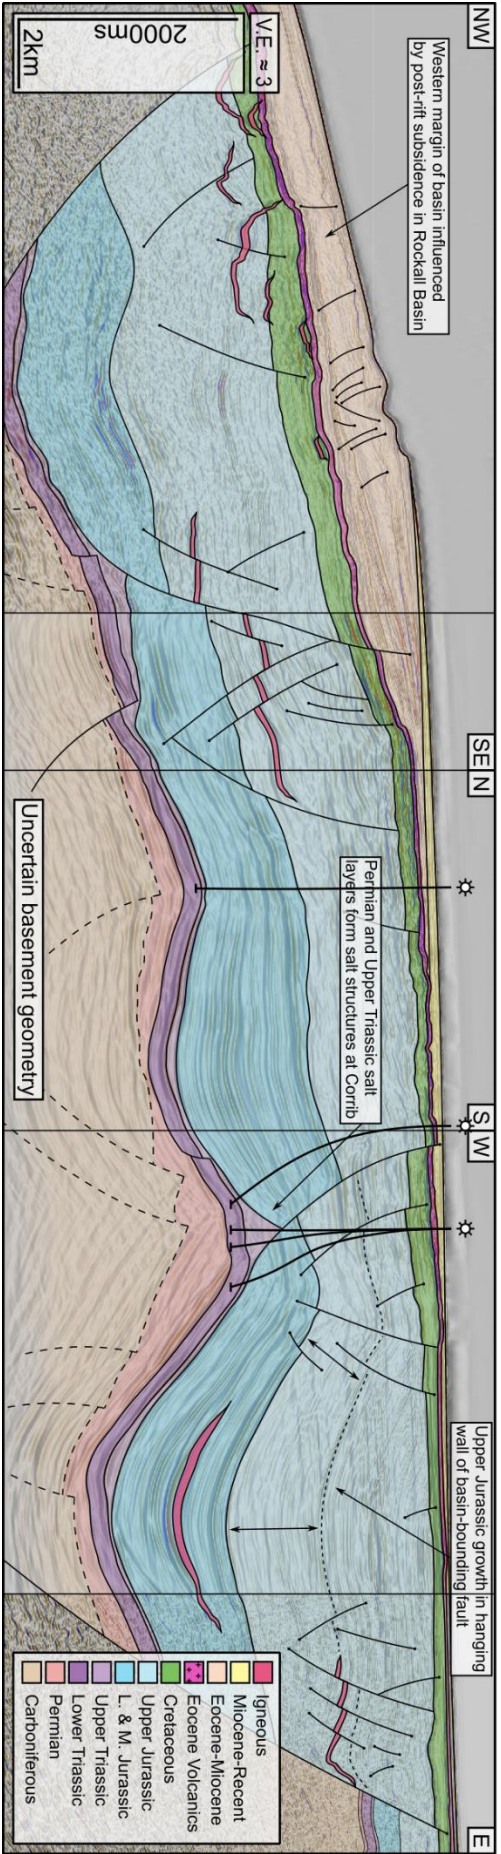 NW
SE
N
S
W
E
V.E. ≈ 3
2000ms
2km
Western margin of basin influenced
by post-rift subsidence in Rockall Basin
Permian and Upper Triassic salt
layers form salt structures at Corrib
Upper Jurassic growth in hanging
wall of basin-bounding fault
Uncertain basement geometry
Igneous
Miocene-Recent
Eocene-Miocene
Eocene Volcanics
Cretaceous
Upper Jurassic
L. & M. Jurassic
Upper Triassic
Lower Triassic
Permian
Carboniferous